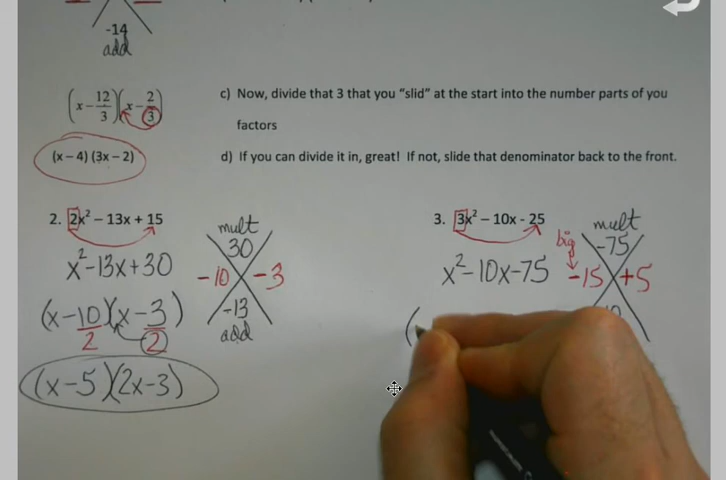 -14
add
(x - 12/3)(x - 2/3)
c) Now, divide that 3 that you "slid" at the start into the number parts of you
factors
(x – 4) (3x – 2)
d) If you can divide it in, great! If not, slide that denominator back to the front.
2. 2x² – 13x + 15
mult
30
x²-13x+30
-10 -3
(x-10/2)(x-3/2)
-13
add
(x-5)(2x-3)
3. 3x² – 10x - 25
mult
big
-75
x²-10x-75
-15 +5
(